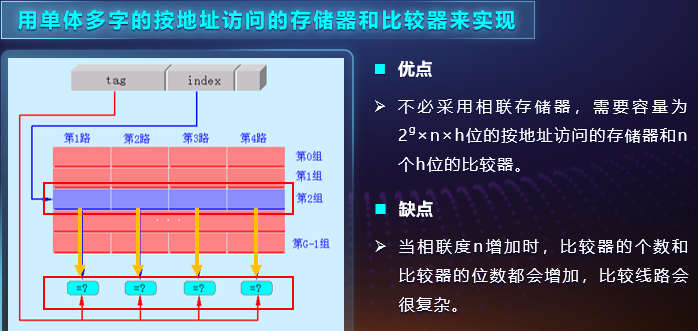 用单体多字的按地址访问的存储器和比较器来实现
tag index
第1路 第2路 第3路 第4路
第0组
第1组
第2组
· · ·
第G-1组
=? =? =? =?
■ 优点
➢ 不必采用相联存储器，需要容量为
2ᵍ×n×h位的按地址访问的存储器和n
个h位的比较器。
■ 缺点
➢ 当相联度n增加时，比较器的个数和
比较器的位数都会增加，比较线路会
很复杂。